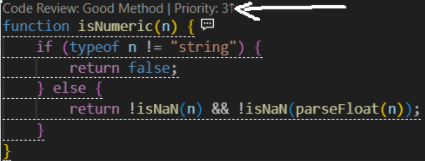 Code Review: Good Method | Priority: 3↑
function isNumeric(n) {
if (typeof n != "string") {
return false;
} else {
return !isNaN(n) && !isNaN(parseFloat(n));
}
}